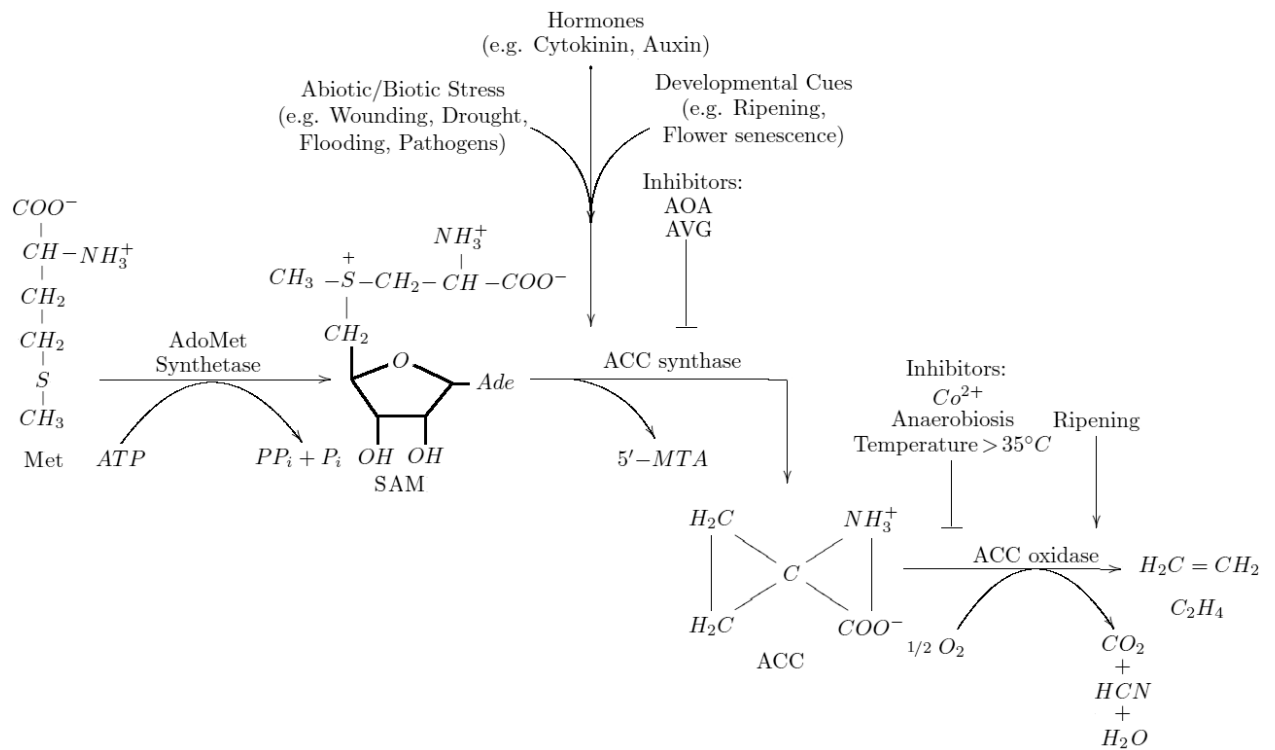 Hormones
(e.g. Cytokinin, Auxin)
Abiotic/Biotic Stress
(e.g. Wounding, Drought,
Flooding, Pathogens)
Developmental Cues
(e.g. Ripening,
Flower senescence)
Inhibitors:
AOA
AVG
COO⁻
CH–NH₃⁺
CH₂
CH₂
S
CH₃
Met
AdoMet
Synthetase
ATP
PPᵢ + Pᵢ
NH₃⁺
+
CH₃ –S–CH₂–CH–COO⁻
CH₂
O
Ade
OH OH
SAM
ACC synthase
5′–MTA
Inhibitors:
Co²⁺
Anaerobiosis
Temperature > 35°C
Ripening
H₂C NH₃⁺
C
H₂C COO⁻
ACC
ACC oxidase
1/2 O₂
H₂C = CH₂
C₂H₄
CO₂
+
HCN
+
H₂O